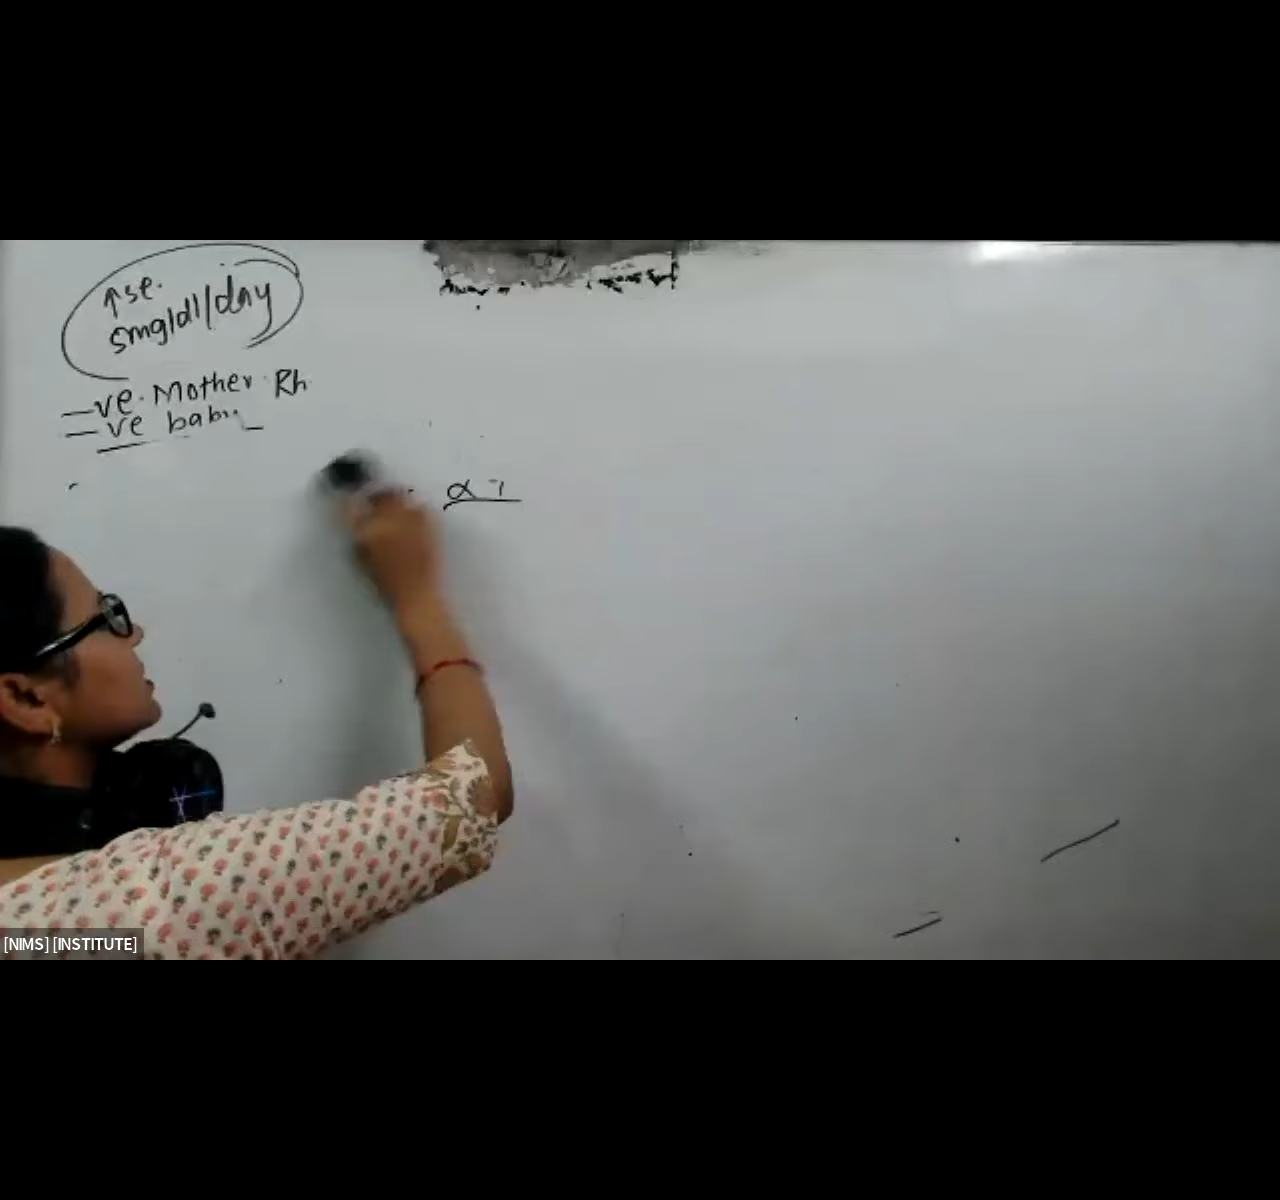 ↑se.
5mg/dl/day
-ve. Mother Rh
-ve baby
[NIMS] [INSTITUTE]